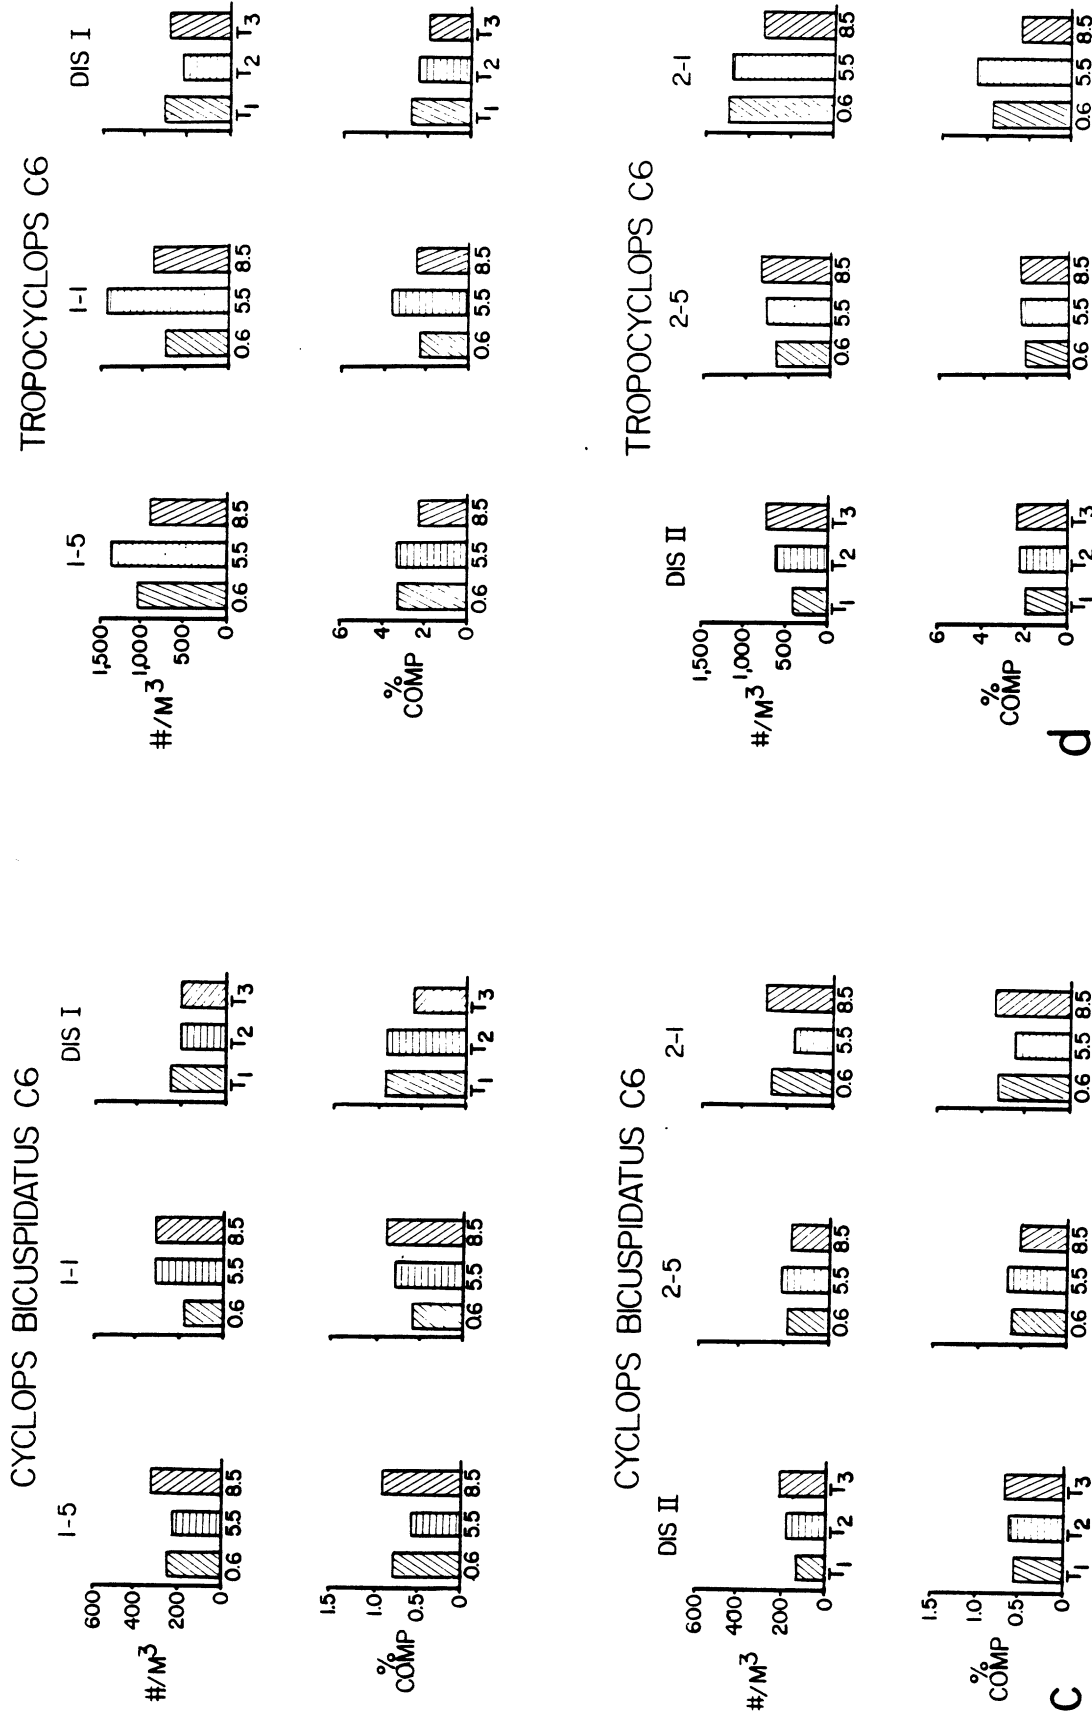 CYCLOPS BICUSPIDATUS C6
1-5
1-1
DIS I
#/M3
600
400
200
0
0.6 5.5 8.5
0.6 5.5 8.5
T1 T2 T3
% COMP
1.5
1.0
0.5
0
0.6 5.5 8.5
0.6 5.5 8.5
T1 T2 T3
CYCLOPS BICUSPIDATUS C6
DIS II
2-5
2-1
#/M3
600
400
200
0
T1 T2 T3
0.6 5.5 8.5
0.6 5.5 8.5
% COMP
1.5
1.0
0.5
0
T1 T2 T3
0.6 5.5 8.5
0.6 5.5 8.5
c
TROPOCYCLOPS C6
1-5
1-1
DIS I
#/M3
1,500
1,000
500
0
0.6 5.5 8.5
0.6 5.5 8.5
T1 T2 T3
% COMP
6
4
2
0
0.6 5.5 8.5
0.6 5.5 8.5
T1 T2 T3
TROPOCYCLOPS C6
DIS II
2-5
2-1
#/M3
1,500
1,000
500
0
T1 T2 T3
0.6 5.5 8.5
0.6 5.5 8.5
% COMP
6
4
2
0
T1 T2 T3
0.6 5.5 8.5
0.6 5.5 8.5
d